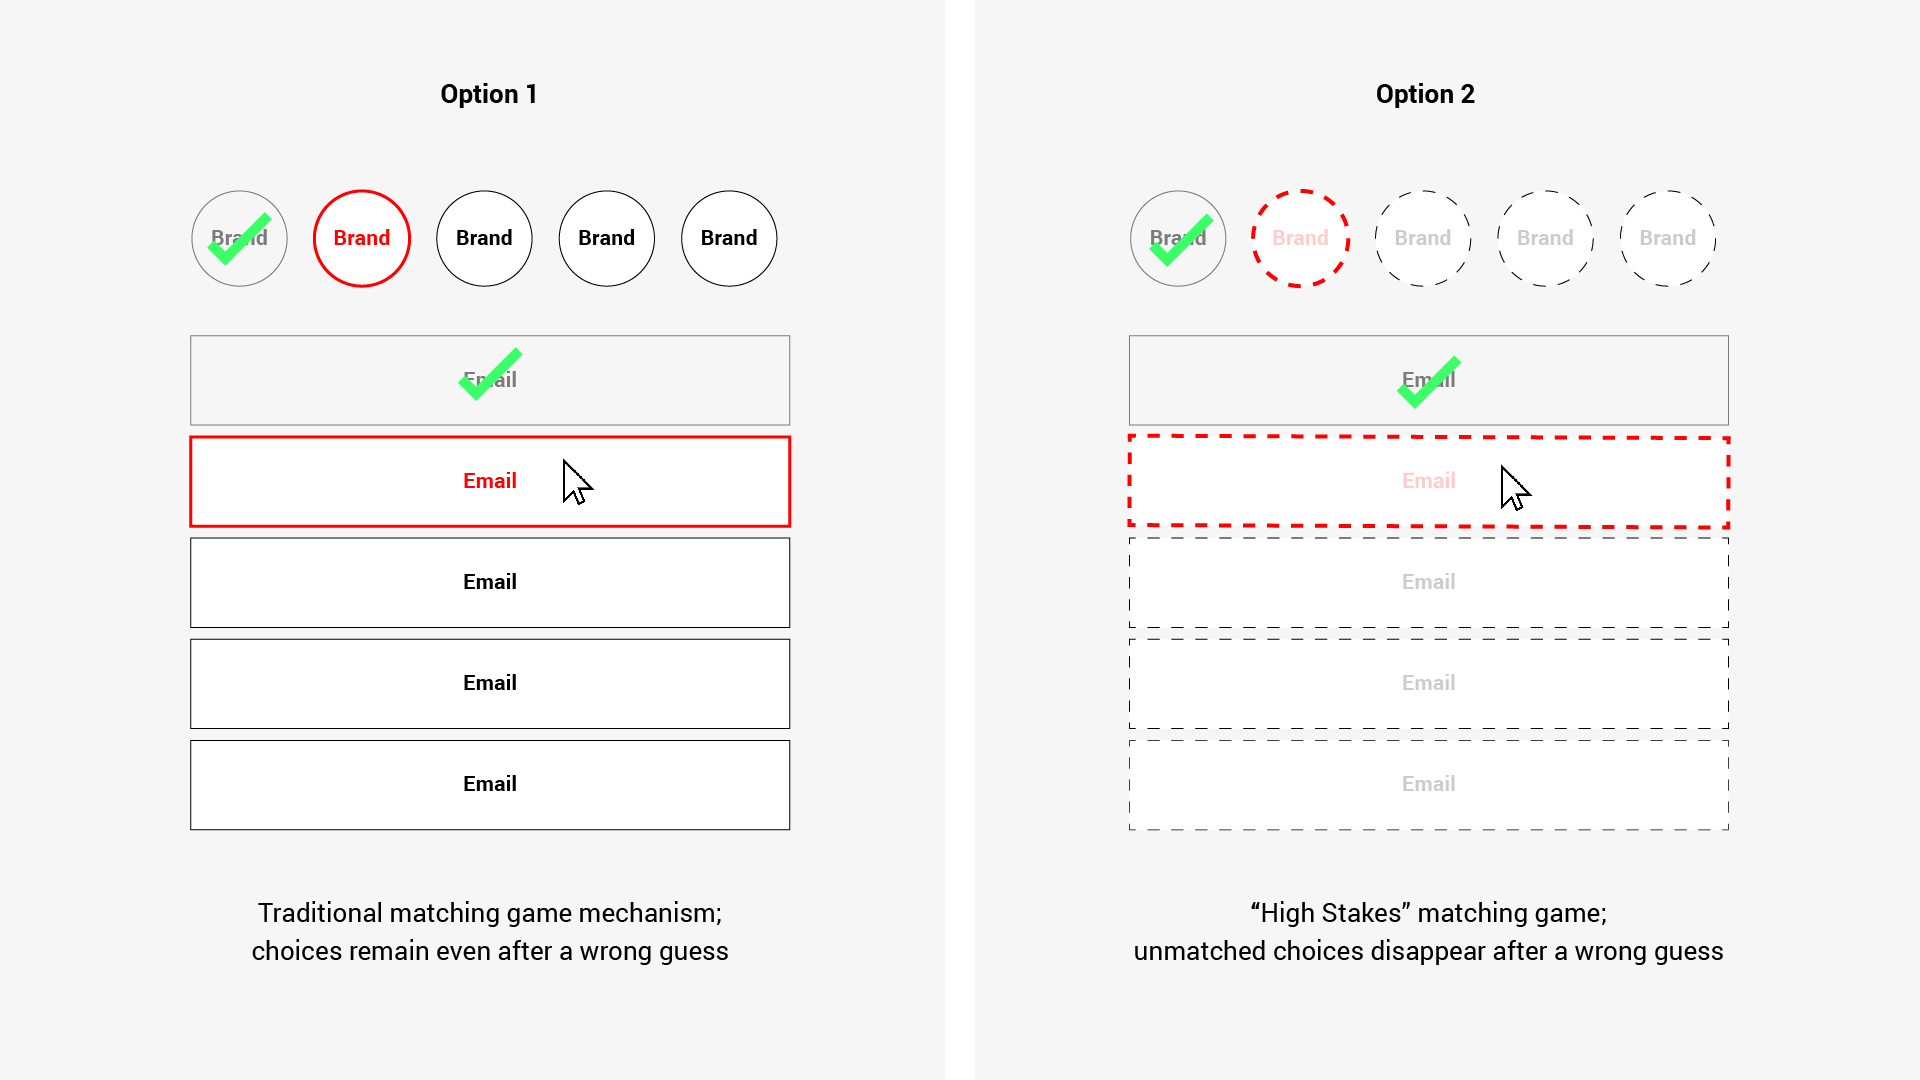 Option 1
Brand Brand Brand Brand Brand
Email
Email
Email
Email
Email
Traditional matching game mechanism;
choices remain even after a wrong guess
Option 2
Brand Brand Brand Brand Brand
Email
Email
Email
Email
Email
“High Stakes” matching game;
unmatched choices disappear after a wrong guess